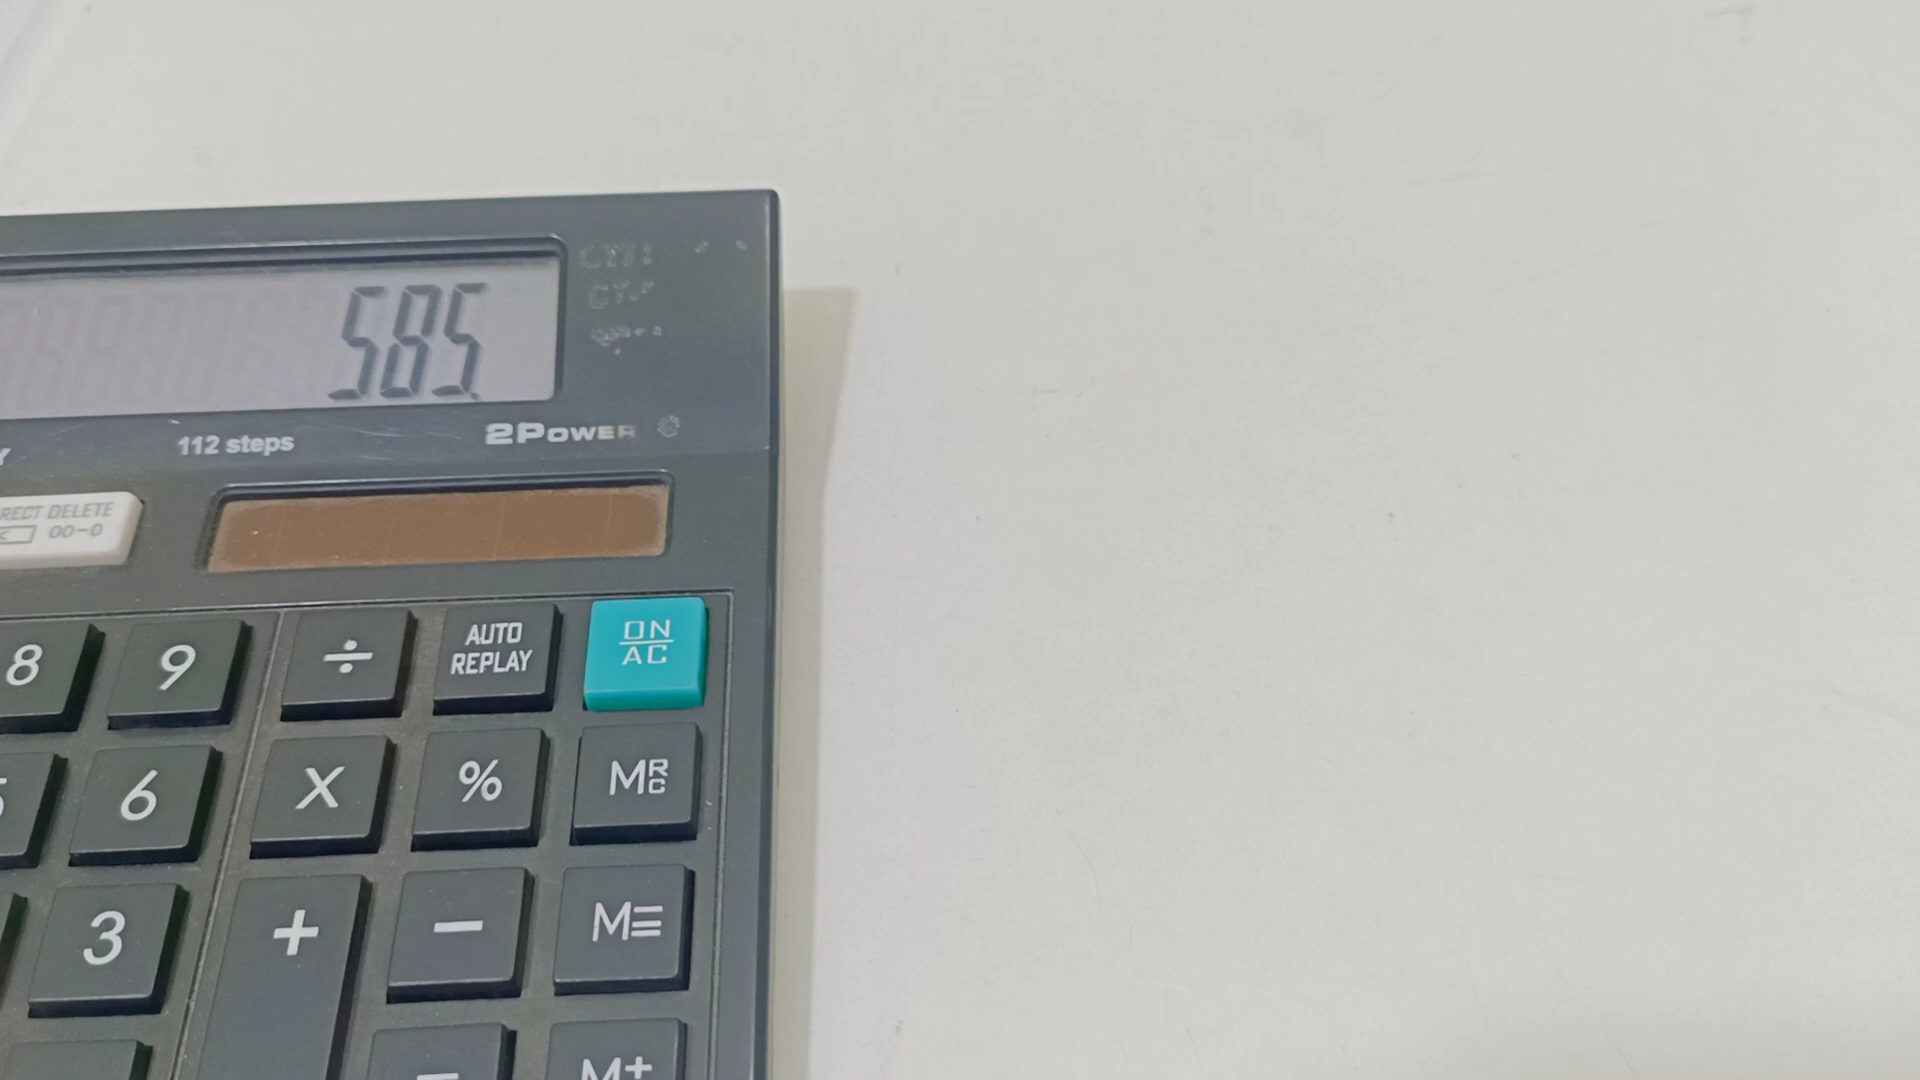 585.
112 steps
2POWER
RECT DELETE
00→0
8 9 ÷ AUTO REPLAY ON AC
6 X % MRC
3 + − M=
M+